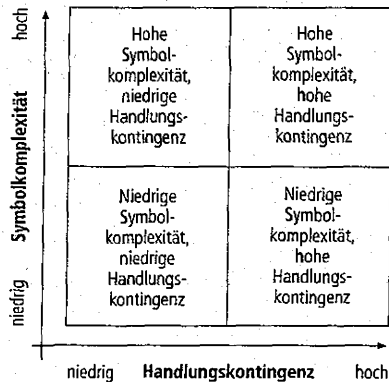 hoch
Symbolkomplexität
niedrig
Hohe
Symbol-
komplexität,
niedrige
Handlungs-
kontingenz
Hohe
Symbol-
komplexität,
hohe
Handlungs-
kontingenz
Niedrige
Symbol-
komplexität,
niedrige
Handlungs-
kontingenz
Niedrige
Symbol-
komplexität,
hohe
Handlungs-
kontingenz
niedrig Handlungskontingenz hoch